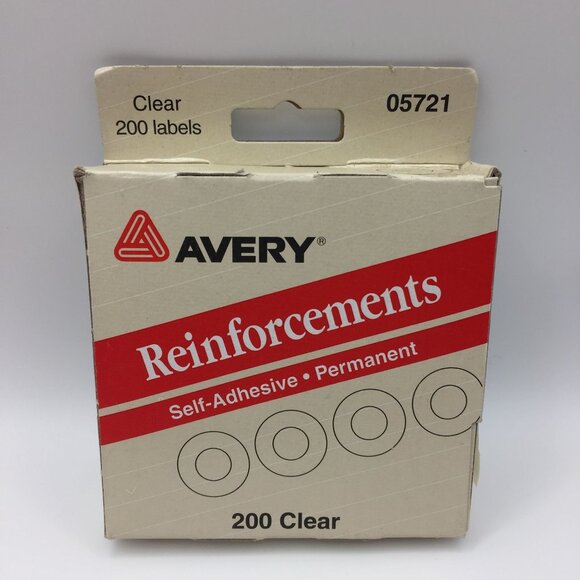 Clear
200 labels
05721
AVERY®
Reinforcements
Self-Adhesive • Permanent
200 Clear